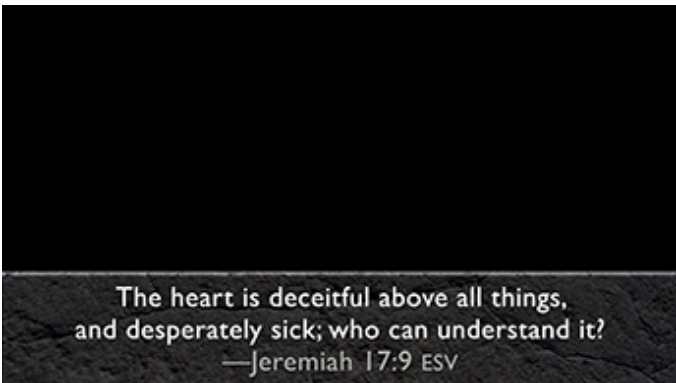 The heart is deceitful above all things,
and desperately sick; who can understand it?
—Jeremiah 17:9 ESV